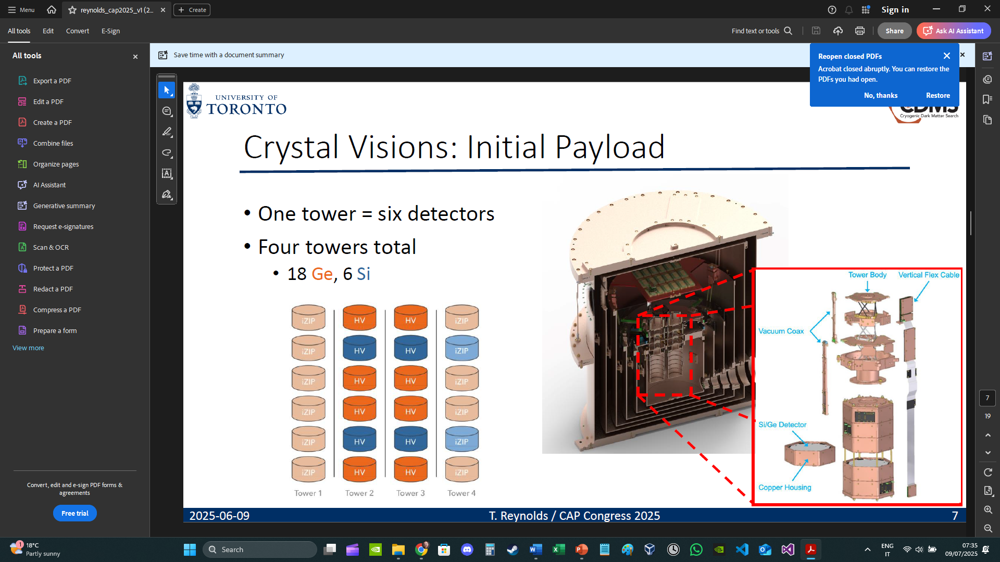 Menu
reynolds_cap2025_v1 (2...
Create
Sign in
All tools
Edit
Convert
E-Sign
Find text or tools
Share
Ask AI Assistant
All tools
Save time with a document summary
Reopen closed PDFs
Acrobat closed abruptly. You can restore the
PDFs you had open.
No, thanks
Restore
Export a PDF
Edit a PDF
Create a PDF
Combine files
Organize pages
AI Assistant
Generative summary
Request e-signatures
Scan & OCR
Protect a PDF
Redact a PDF
Compress a PDF
Prepare a form
View more
Convert, edit and e-sign PDF forms &
agreements
Free trial
UNIVERSITY OF
TORONTO
CDMS
Cryogenic Dark Matter Search
Crystal Visions: Initial Payload
• One tower = six detectors
• Four towers total
• 18 Ge, 6 Si
iZIP HV HV iZIP
iZIP HV HV iZIP
iZIP HV HV iZIP
iZIP HV HV iZIP
iZIP HV HV iZIP
iZIP HV HV iZIP
Tower 1 Tower 2 Tower 3 Tower 4
Tower Body
Vertical Flex Cable
Vacuum Coax
Si/Ge Detector
Copper Housing
2025-06-09
T. Reynolds / CAP Congress 2025
7
7
19
1
18°C
Partly sunny
Search
ENG
IT
07:35
09/07/2025